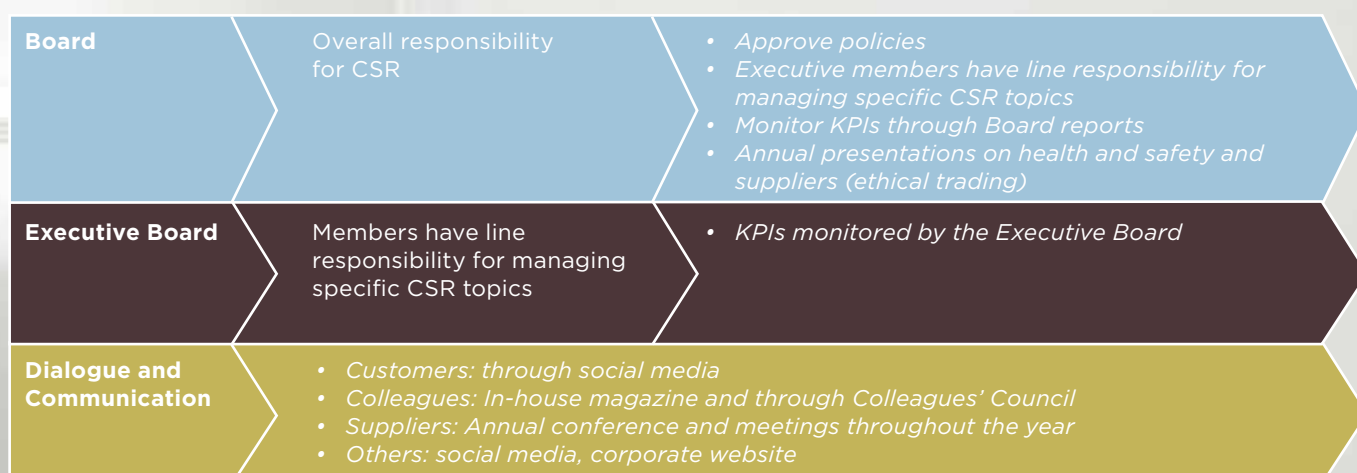 Board
Overall responsibility
for CSR
• Approve policies
• Executive members have line responsibility for
managing specific CSR topics
• Monitor KPIs through Board reports
• Annual presentations on health and safety and
suppliers (ethical trading)
Executive Board
Members have line
responsibility for managing
specific CSR topics
• KPIs monitored by the Executive Board
Dialogue and
Communication
• Customers: through social media
• Colleagues: In-house magazine and through Colleagues’ Council
• Suppliers: Annual conference and meetings throughout the year
• Others: social media, corporate website